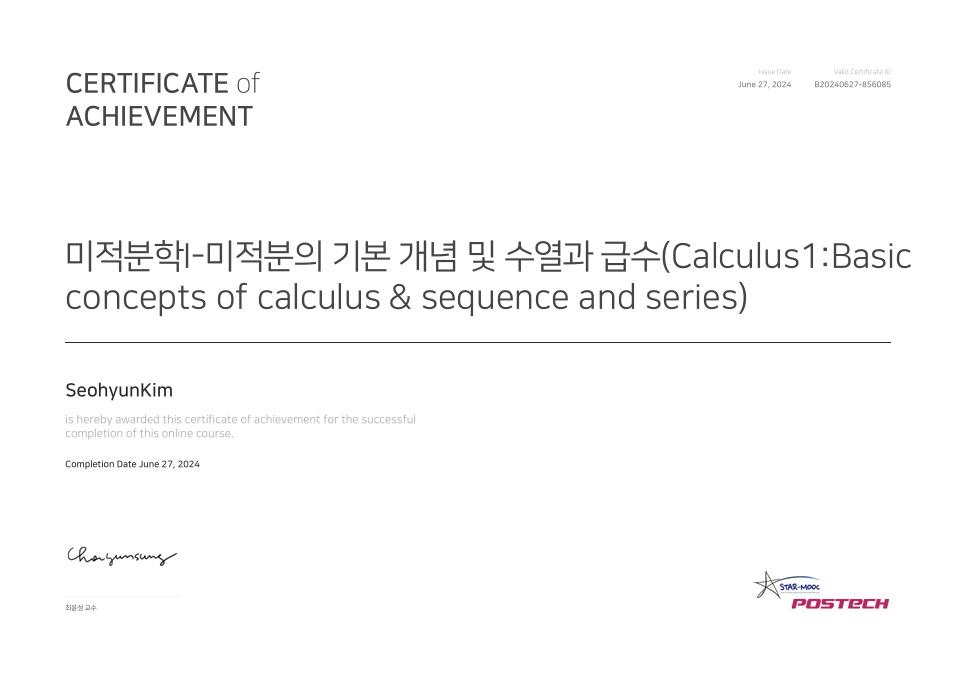 CERTIFICATE of
ACHIEVEMENT
Issue Date
June 27, 2024
Valid Certificate ID
B20240627-856085
미적분학I-미적분의 기본 개념 및 수열과 급수(Calculus1:Basic
concepts of calculus & sequence and series)
SeohyunKim
is hereby awarded this certificate of achievement for the successful
completion of this online course.
Completion Date June 27, 2024
Choiyunsung
최윤성 교수
STAR-MOOC
POSTECH